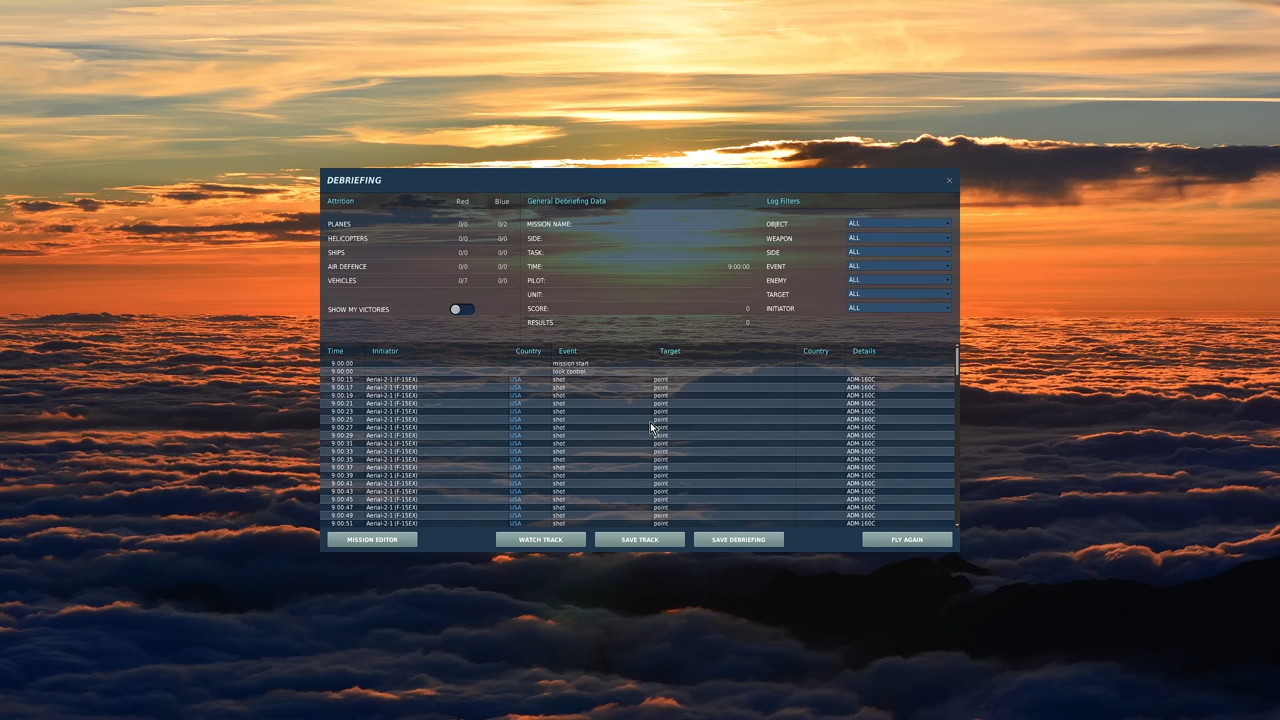 DEBRIEFING ×
Attrition Red Blue General Debriefing Data Log Filters
PLANES 0/0 0/2 MISSION NAME: OBJECT ALL
HELICOPTERS 0/0 0/0 SIDE: WEAPON ALL
SHIPS 0/0 0/0 TASK: SIDE ALL
AIR DEFENCE 0/0 0/0 TIME: 9:00:00 EVENT ALL
VEHICLES 0/7 0/0 PILOT: ENEMY ALL
UNIT: TARGET ALL
SHOW MY VICTORIES SCORE: 0 INITIATOR ALL
RESULTS 0
Time Initiator Country Event Target Country Details
9:00:00 mission start
9:00:00 took control
9:00:15 Aerial-2-1 (F-15EX) USA shot point ADM-160C
9:00:17 Aerial-2-1 (F-15EX) USA shot point ADM-160C
9:00:19 Aerial-2-1 (F-15EX) USA shot point ADM-160C
9:00:21 Aerial-2-1 (F-15EX) USA shot point ADM-160C
9:00:23 Aerial-2-1 (F-15EX) USA shot point ADM-160C
9:00:25 Aerial-2-1 (F-15EX) USA shot point ADM-160C
9:00:27 Aerial-2-1 (F-15EX) USA shot point ADM-160C
9:00:29 Aerial-2-1 (F-15EX) USA shot point ADM-160C
9:00:31 Aerial-2-1 (F-15EX) USA shot point ADM-160C
9:00:33 Aerial-2-1 (F-15EX) USA shot point ADM-160C
9:00:35 Aerial-2-1 (F-15EX) USA shot point ADM-160C
9:00:37 Aerial-2-1 (F-15EX) USA shot point ADM-160C
9:00:39 Aerial-2-1 (F-15EX) USA shot point ADM-160C
9:00:41 Aerial-2-1 (F-15EX) USA shot point ADM-160C
9:00:43 Aerial-2-1 (F-15EX) USA shot point ADM-160C
9:00:45 Aerial-2-1 (F-15EX) USA shot point ADM-160C
9:00:47 Aerial-2-1 (F-15EX) USA shot point ADM-160C
9:00:49 Aerial-2-1 (F-15EX) USA shot point ADM-160C
9:00:51 Aerial-2-1 (F-15EX) USA shot point ADM-160C
MISSION EDITOR WATCH TRACK SAVE TRACK SAVE DEBRIEFING FLY AGAIN